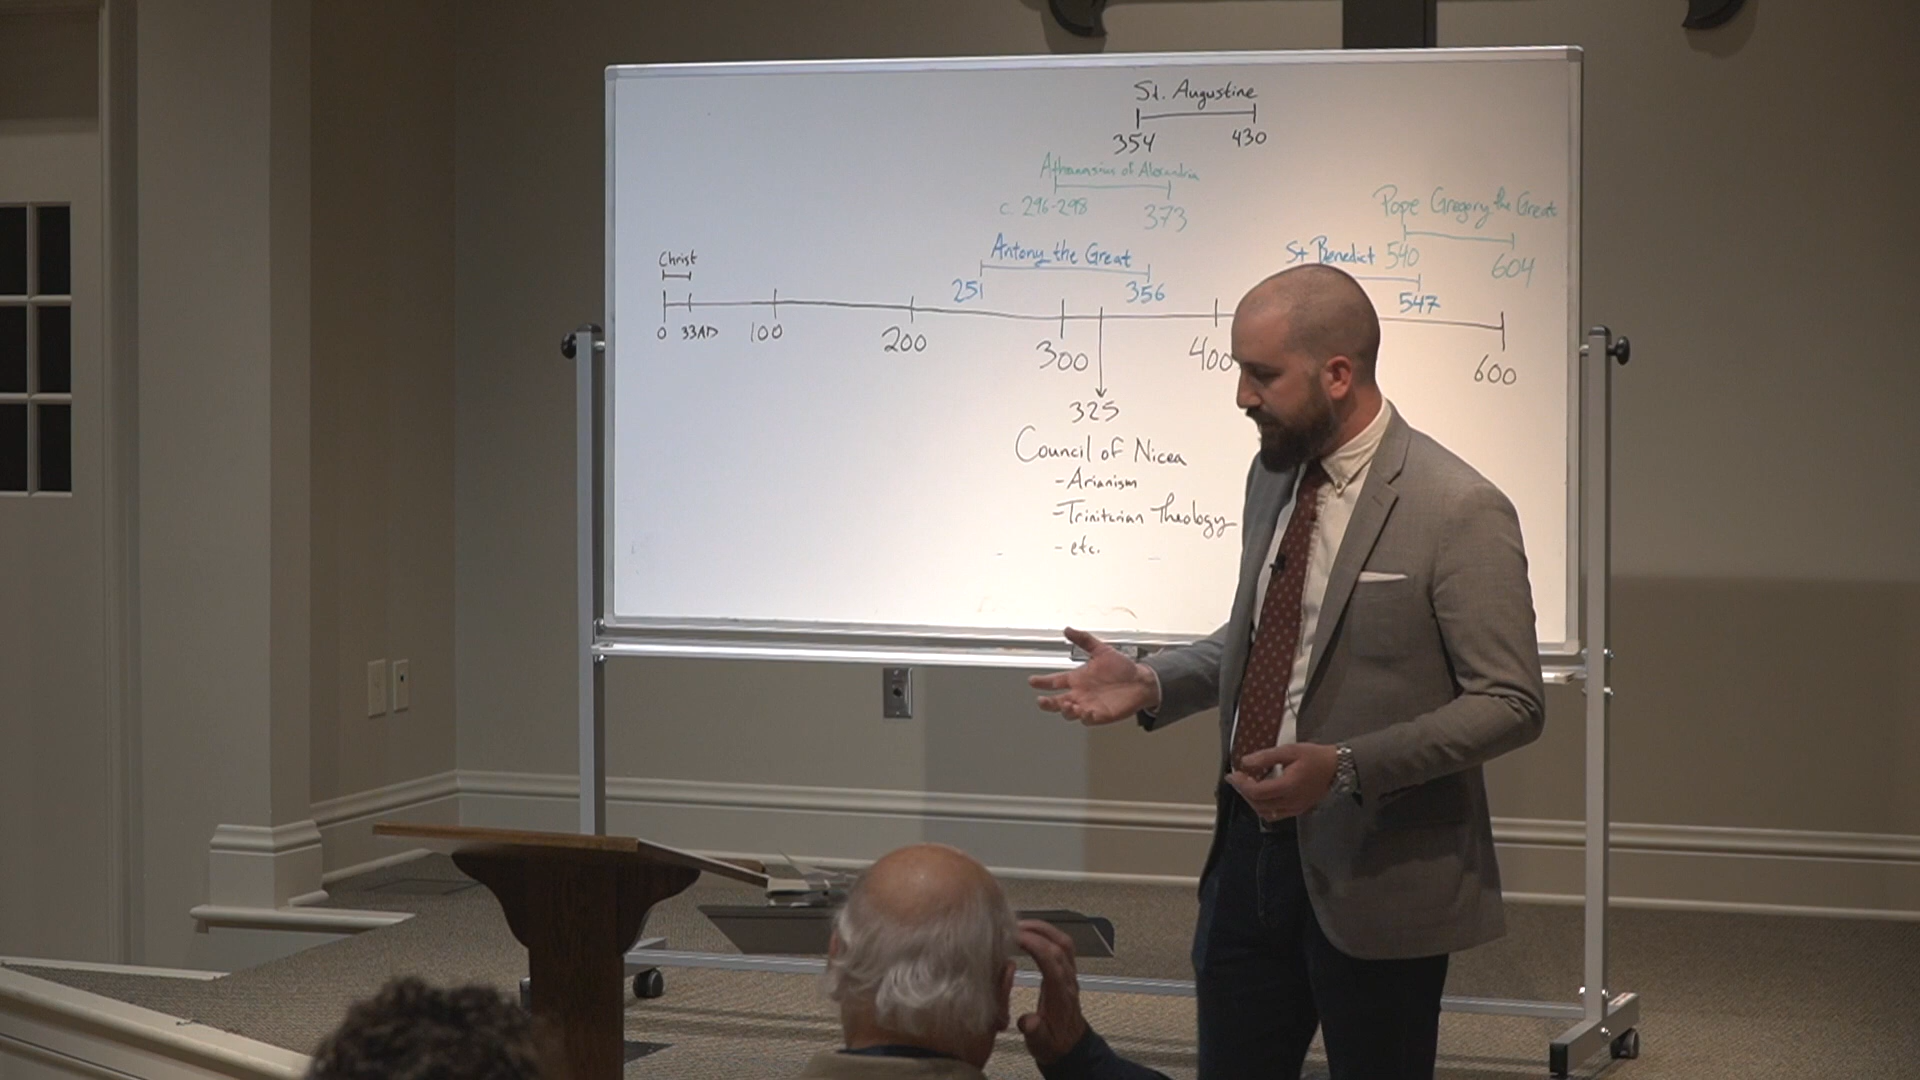 St. Augustine
354 430
Athanasius of Alexandria
c. 296-298 373
Pope Gregory the Great
540 604
Antony the Great
251 356
St Benedict
547
Christ
0 33AD 100 200 300 400 600
325
Council of Nicea
- Arianism
- Trinitarian Theology
- etc.